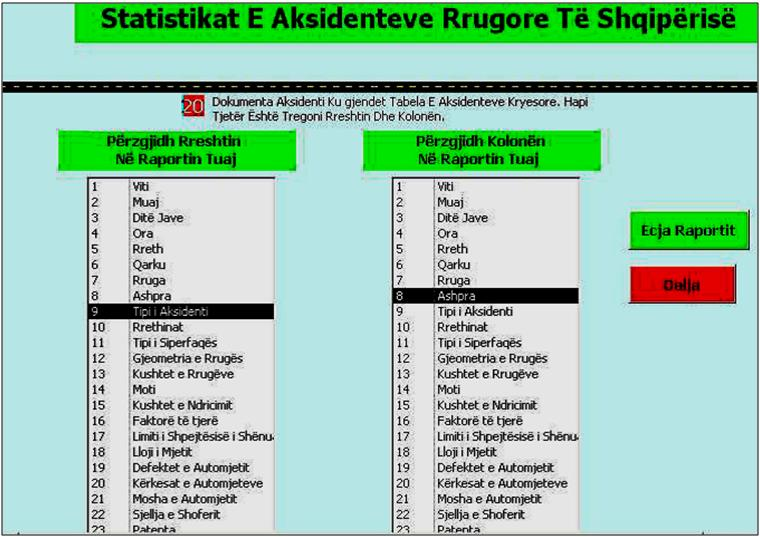 Statistikat E Aksidenteve Rrugore Të Shqipërisë
20 Dokumenta Aksidenti Ku gjendet Tabela E Aksidenteve Kryesore. Hapi
Tjetër Është Tregoni Rreshtin Dhe Kolonën.
Përzgjidh Rreshtin
Në Raportin Tuaj
1 Viti
2 Muaj
3 Ditë Jave
4 Ora
5 Rreth
6 Qarku
7 Rruga
8 Ashpra
9 Tipi i Aksidenti
10 Rrethinat
11 Tipi i Siperfaqës
12 Gjeometria e Rrugës
13 Kushtet e Rrugëve
14 Moti
15 Kushtet e Ndricimit
16 Faktorë të tjerë
17 Limiti i Shpejtësisë i Shënu
18 Lloji i Mjetit
19 Defektet e Automjetit
20 Kërkesat e Automjeteve
21 Mosha e Automjetit
22 Sjellja e Shoferit
23 Patenta
Përzgjidh Kolonën
Në Raportin Tuaj
1 Viti
2 Muaj
3 Ditë Jave
4 Ora
5 Rreth
6 Qarku
7 Rruga
8 Ashpra
9 Tipi i Aksidenti
10 Rrethinat
11 Tipi i Siperfaqës
12 Gjeometria e Rrugës
13 Kushtet e Rrugëve
14 Moti
15 Kushtet e Ndricimit
16 Faktorë të tjerë
17 Limiti i Shpejtësisë i Shënu
18 Lloji i Mjetit
19 Defektet e Automjetit
20 Kërkesat e Automjeteve
21 Mosha e Automjetit
22 Sjellja e Shoferit
23 Patenta
Ecja Raportit
Dalja